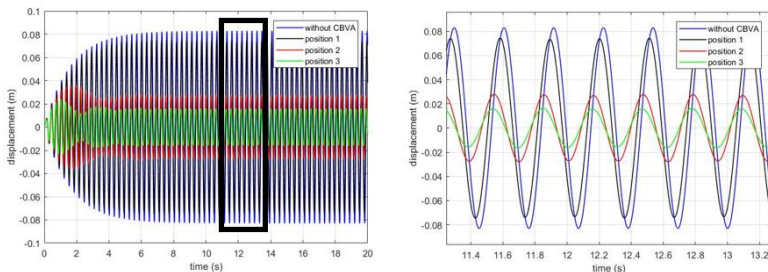 0.1
0.08
0.06
0.04
0.02
0
-0.02
-0.04
-0.06
-0.08
-0.1
displacement (m)
without CBVA
position 1
position 2
position 3
0 2 4 6 8 10 12 14 16 18 20
time (s)
0.08
0.06
0.04
0.02
0
-0.02
-0.04
-0.06
-0.08
displacement (m)
without CBVA
position 1
position 2
position 3
11.4 11.6 11.8 12 12.2 12.4 12.6 12.8 13 13.2
time (s)